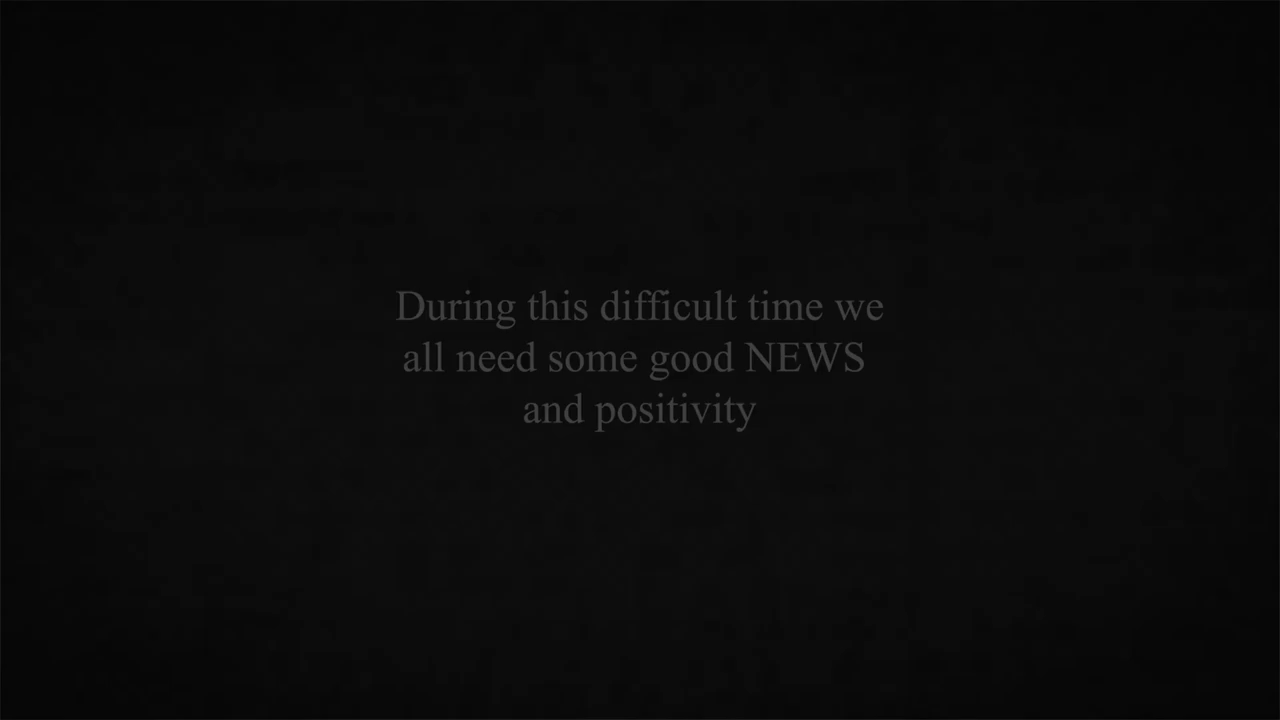 During this difficult time we
all need some good NEWS
and positivity